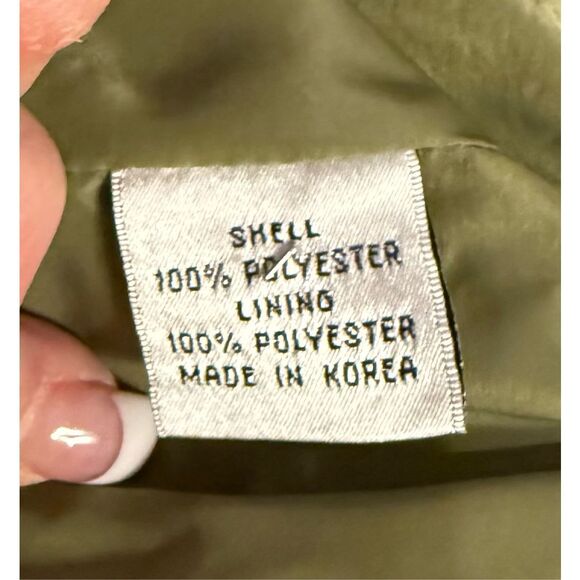 SHELL
100% POLYESTER
LINING
100% POLYESTER
MADE IN KOREA